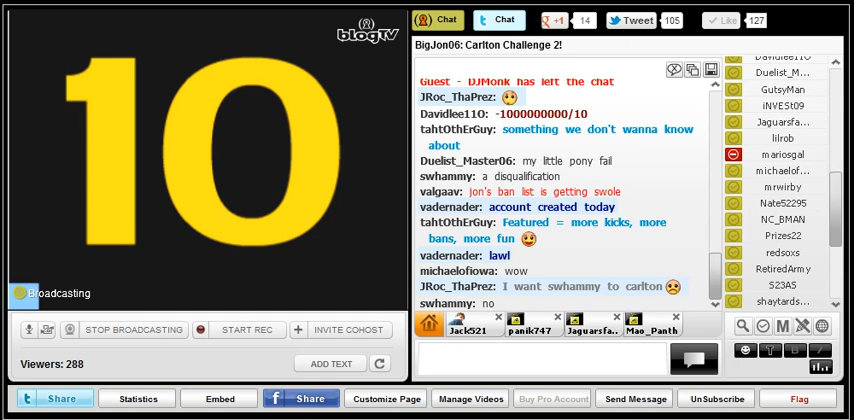 10
blogTV
Broadcasting
STOP BROADCASTING
START REC
INVITE COHOST
Viewers: 288
ADD TEXT
Chat
Chat
+1
14
Tweet
105
Like
127
BigJon06: Carlton Challenge 2!
Guest - DJMonk has left the chat
JRoc_ThaPrez:
Davidlee11O: -1000000000/10
tahtOthErGuy: something we don't wanna know
about
Duelist_Master06: my little pony fail
swhammy: a disqualification
valgaav: jon's ban list is getting swole
vadernader: account created today
tahtOthErGuy: Featured = more kicks, more
bans, more fun
vadernader: lawl
michaelofiowa: wow
JRoc_ThaPrez: I want swhammy to carlton
swhammy: no
Davidlee11O
Duelist_M...
GutsyMan
iNVESt09
Jaguarsfa...
lilrob
mariosgal
michaelof...
mrwirby
Nate52295
NC_BMAN
Prizes22
redsoxs
RetiredArmy
S23AS
shaytards...
Jack521
panik747
Jaguarsfa..
Mao_Panth
M
T
B
I
Share
Statistics
Embed
Share
Customize Page
Manage Videos
Buy Pro Account
Send Message
UnSubscribe
Flag